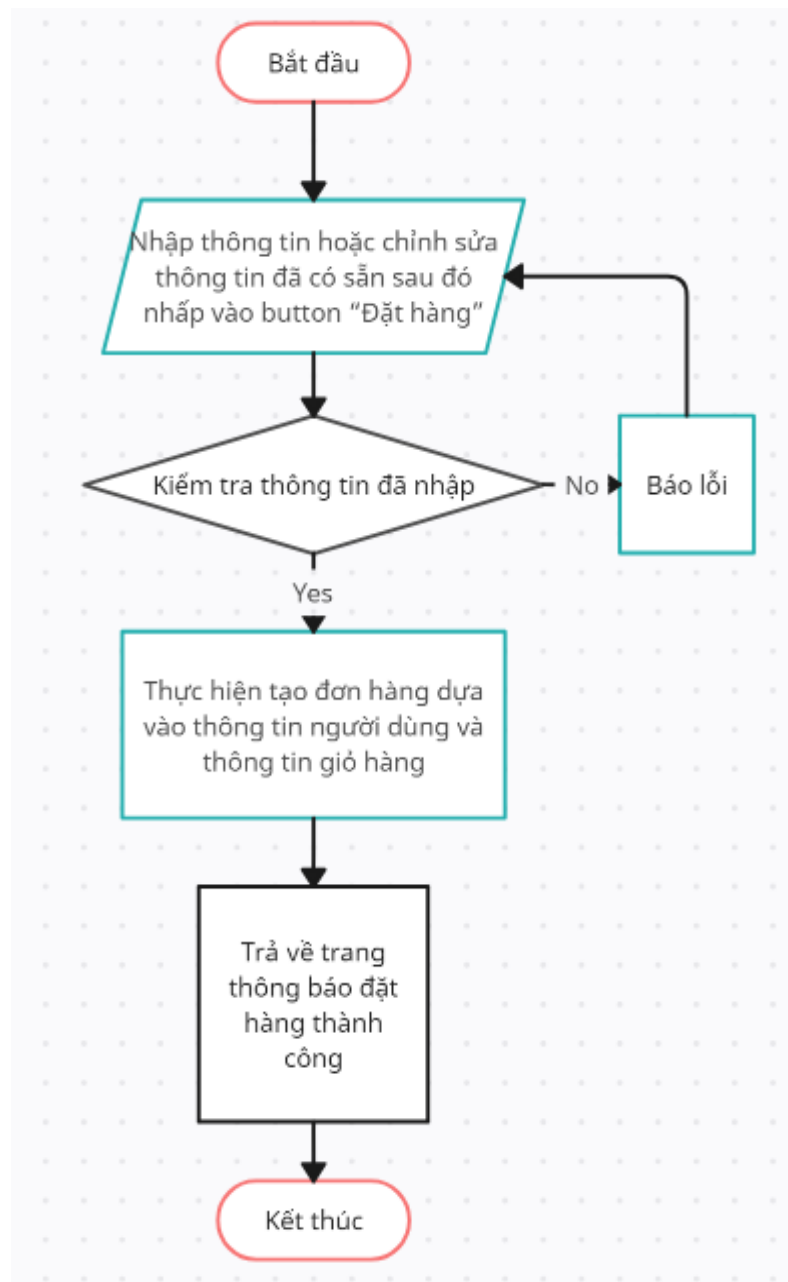 Bắt đầu
Nhập thông tin hoặc chỉnh sửa
thông tin đã có sẵn sau đó
nhấp vào button “Đặt hàng”
Kiểm tra thông tin đã nhập
No
Báo lỗi
Yes
Thực hiện tạo đơn hàng dựa
vào thông tin người dùng và
thông tin giỏ hàng
Trả về trang
thông báo đặt
hàng thành
công
Kết thúc